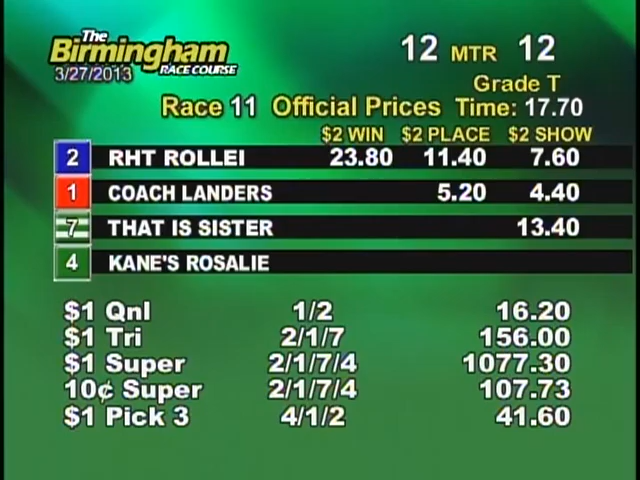 The
Birmingham
RACE COURSE
3/27/2013
12 MTR 12
Grade T
Race 11 Official Prices Time: 17.70
$2 WIN $2 PLACE $2 SHOW
2 RHT ROLLEI 23.80 11.40 7.60
1 COACH LANDERS 5.20 4.40
7 THAT IS SISTER 13.40
4 KANE'S ROSALIE
$1 Qnl 1/2 16.20
$1 Tri 2/1/7 156.00
$1 Super 2/1/7/4 1077.30
10¢ Super 2/1/7/4 107.73
$1 Pick 3 4/1/2 41.60